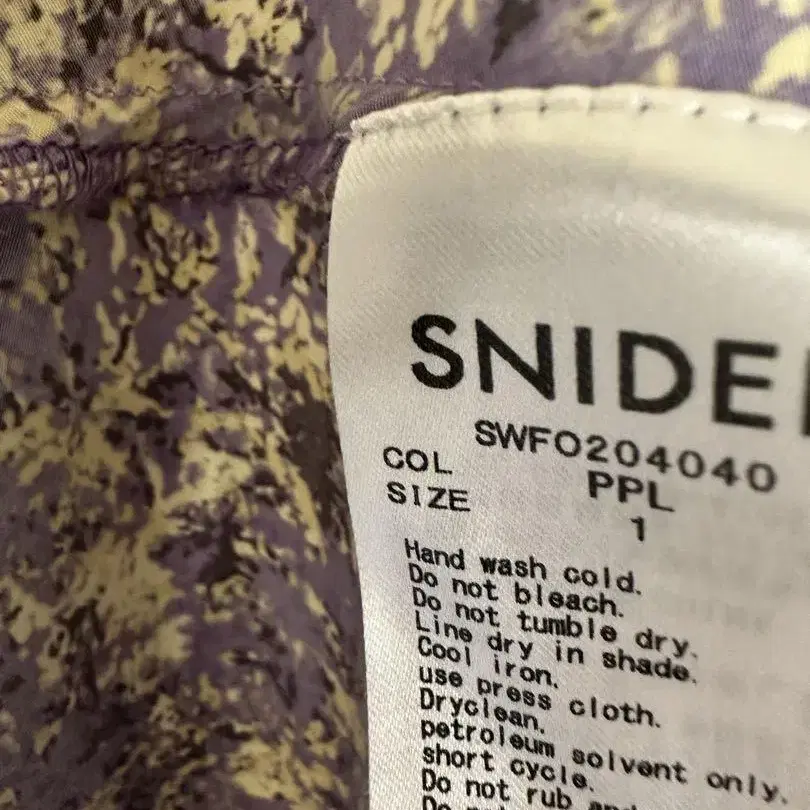 SNIDE
SWFO204040
COL PPL
SIZE 1
Hand wash cold.
Do not bleach.
Do not tumble dry.
Line dry in shade.
Cool iron.
use press cloth.
Dryclean.
petroleum solvent only.
short cycle.
Do not rub
Do